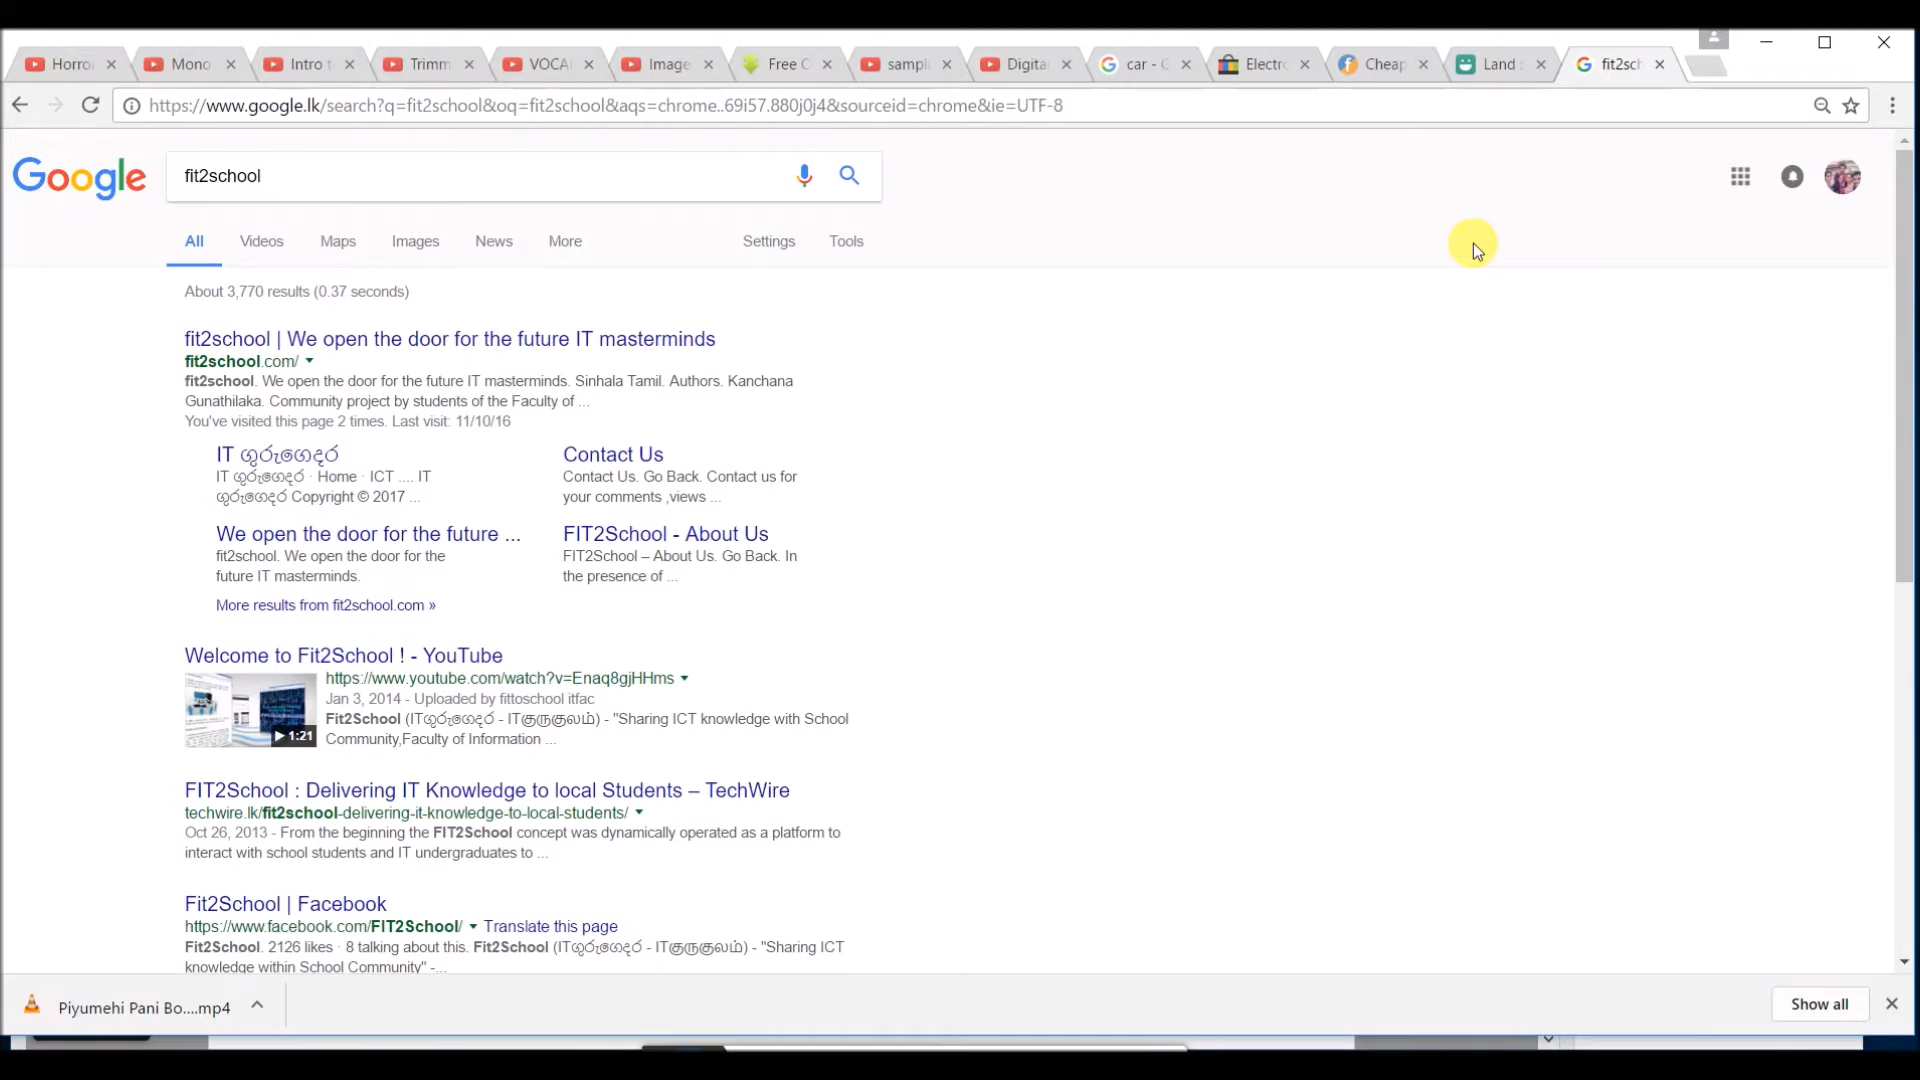 Horror
Mono
Intro t
Trimm
VOCAL
Image
Free C
sampl
Digita
car - G
Electro
Cheap
Land
fit2sch
https://www.google.lk/search?q=fit2school&oq=fit2school&aqs=chrome..69i57.880j0j4&sourceid=chrome&ie=UTF-8
Google
fit2school
All Videos Maps Images News More Settings Tools
About 3,770 results (0.37 seconds)
fit2school | We open the door for the future IT masterminds
fit2school.com/
fit2school. We open the door for the future IT masterminds. Sinhala Tamil. Authors. Kanchana
Gunathilaka. Community project by students of the Faculty of ...
You've visited this page 2 times. Last visit: 11/10/16
IT ගුරුගෙදර
IT ගුරුගෙදර · Home · ICT .... IT
ගුරුගෙදර Copyright © 2017 ...
Contact Us
Contact Us. Go Back. Contact us for
your comments ,views ...
We open the door for the future ...
fit2school. We open the door for the
future IT masterminds.
FIT2School - About Us
FIT2School – About Us. Go Back. In
the presence of ...
More results from fit2school.com »
Welcome to Fit2School ! - YouTube
https://www.youtube.com/watch?v=Enaq8gjHHms
Jan 3, 2014 - Uploaded by fittoschool itfac
Fit2School (ITගුරුගෙදර - ITகுருகுலம்) - "Sharing ICT knowledge with School
Community,Faculty of Information ...
1:21
FIT2School : Delivering IT Knowledge to local Students – TechWire
techwire.lk/fit2school-delivering-it-knowledge-to-local-students/
Oct 26, 2013 - From the beginning the FIT2School concept was dynamically operated as a platform to
interact with school students and IT undergraduates to ...
Fit2School | Facebook
https://www.facebook.com/FIT2School/ Translate this page
Fit2School. 2126 likes · 8 talking about this. Fit2School (ITගුරුගෙදර - ITகுருகுலம்) - "Sharing ICT
knowledge within School Community" -...
Piyumehi Pani Bo....mp4
Show all